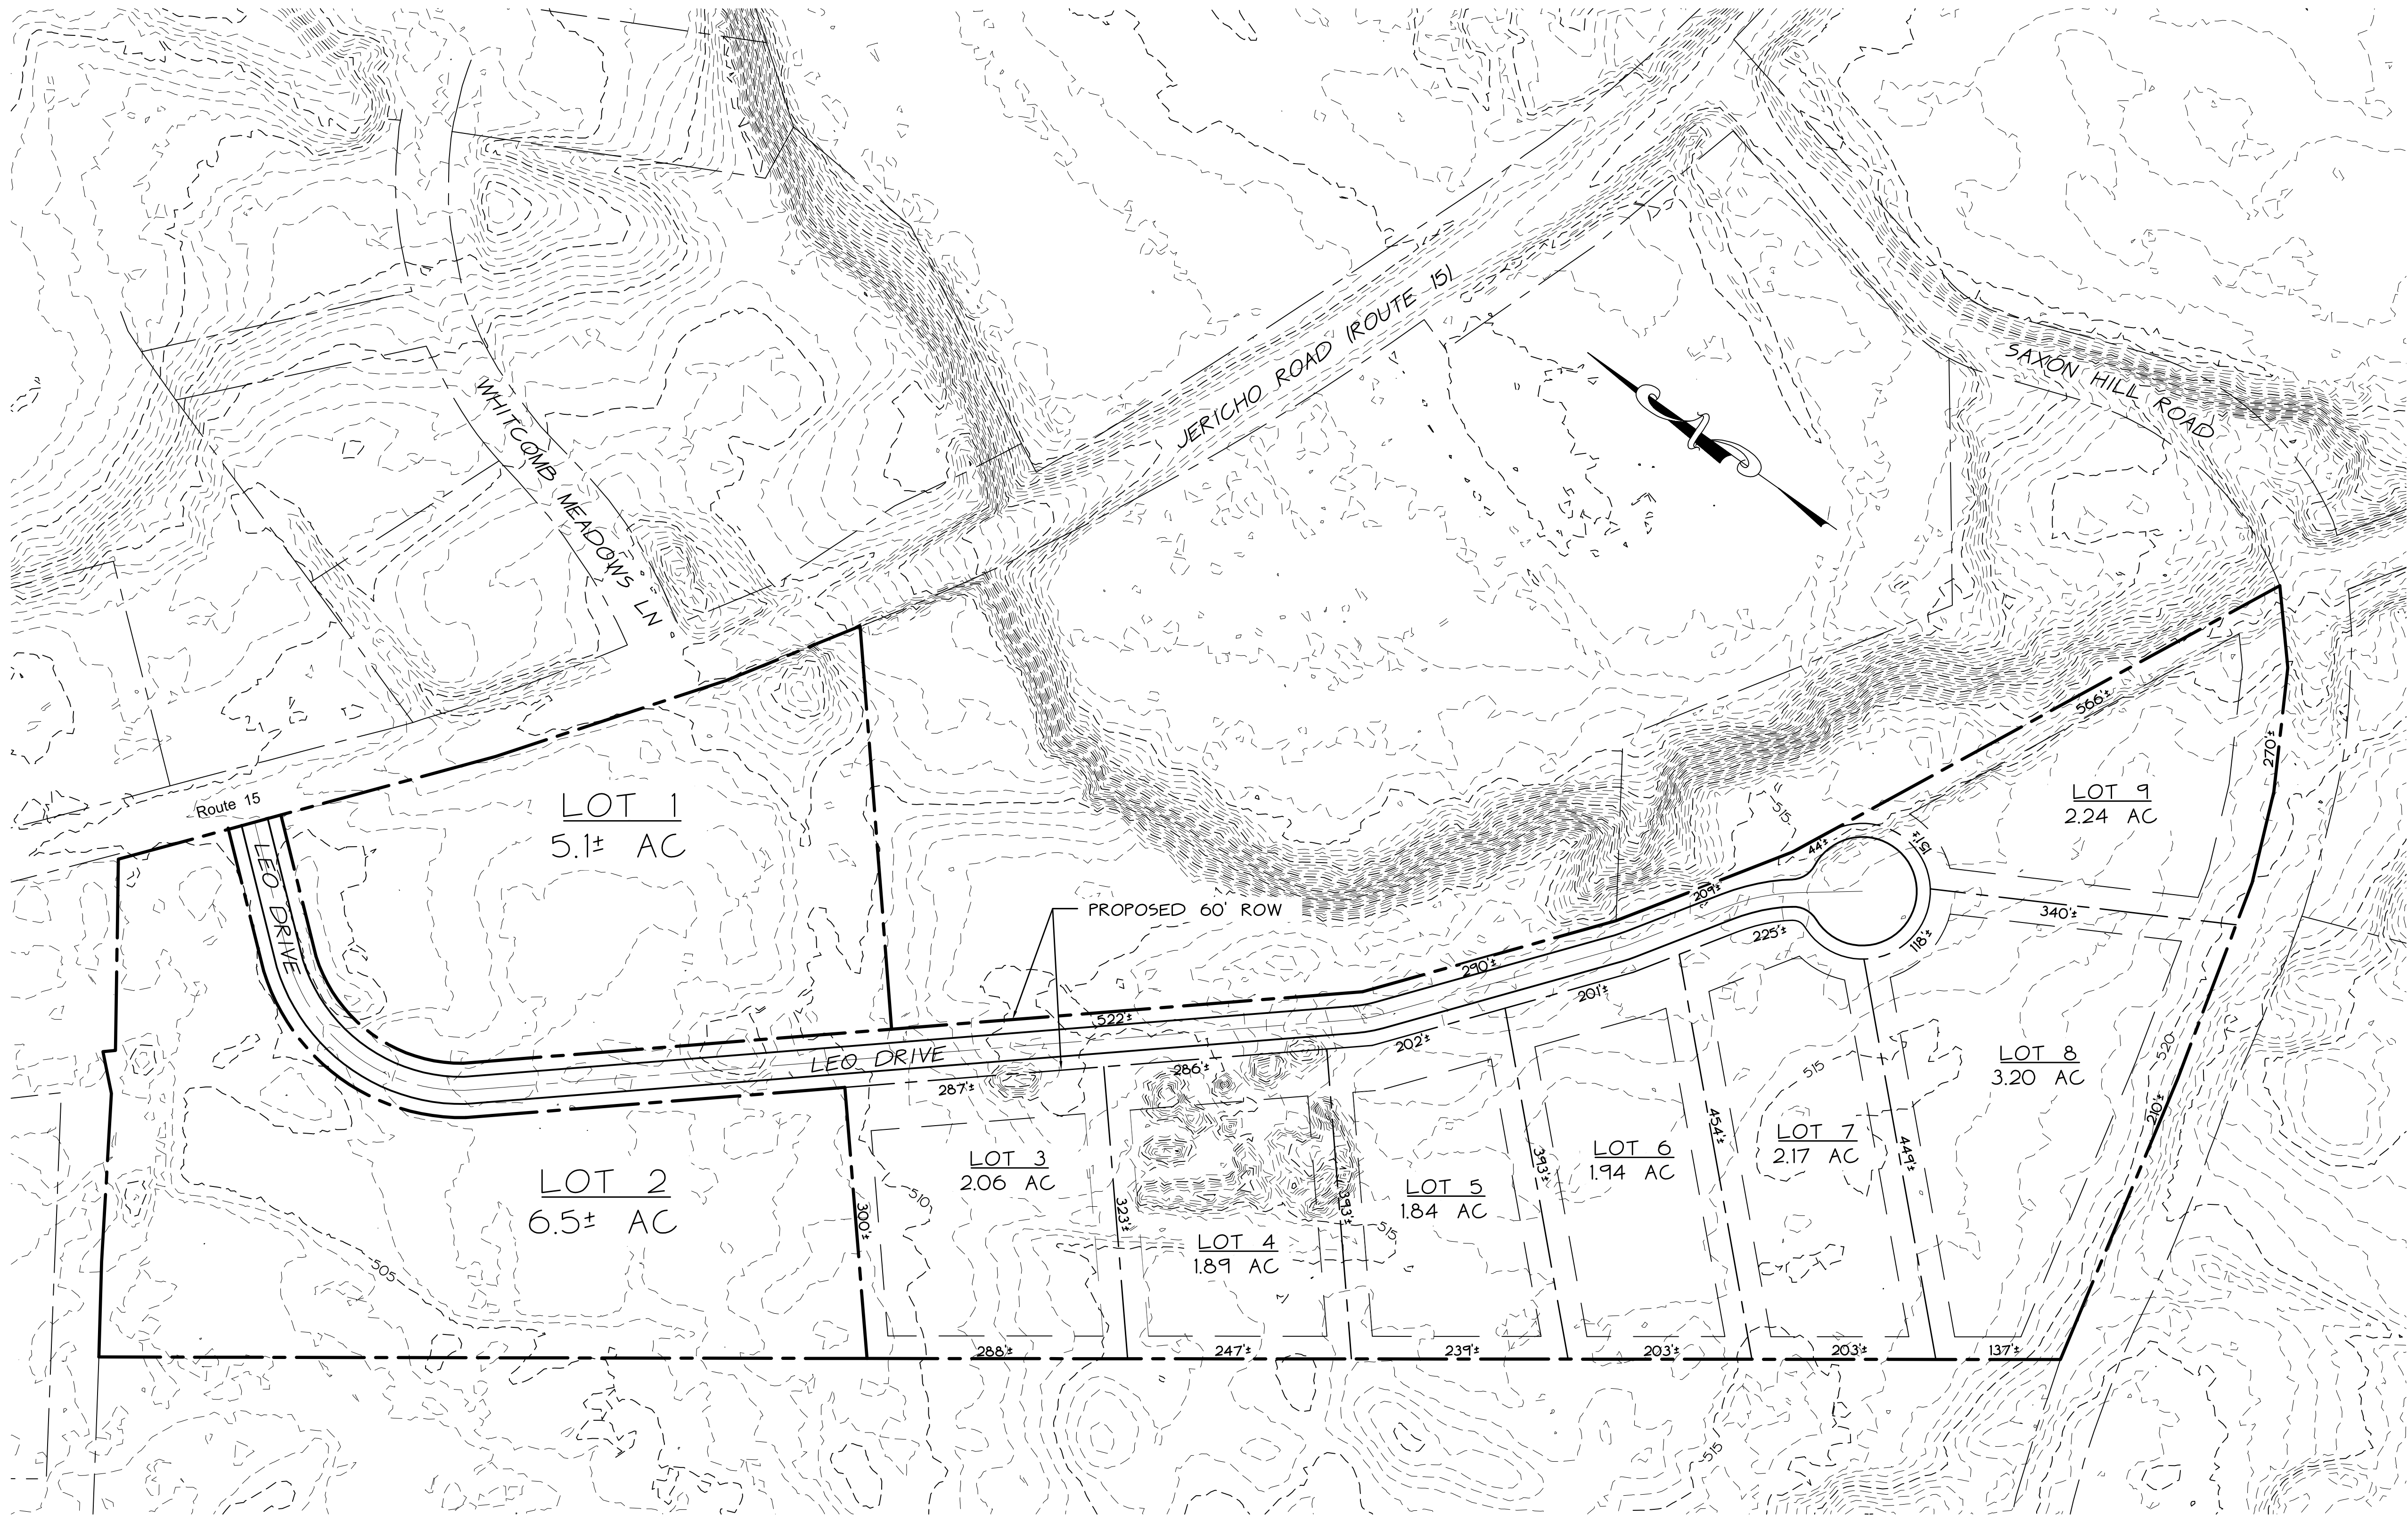 JERICHO ROAD (ROUTE 15)
SAXON HILL ROAD
WHITCOMB MEADOWS LN
Route 15
LEO DRIVE
LOT 1
5.1± AC
LOT 9
2.24 AC
566'±
270'±
515
44'±
151'±
209'±
PROPOSED 60' ROW
340'±
225'±
118'±
290'±
201'±
522'±
202'±
LEO DRIVE
286'±
287'±
LOT 8
3.20 AC
520
210'±
515
LOT 7
2.17 AC
449'±
454'±
LOT 6
1.94 AC
393'±
LOT 5
1.84 AC
393'±
515
LOT 4
1.89 AC
323'±
LOT 3
2.06 AC
510
300'±
LOT 2
6.5± AC
505
288'±
247'±
239'±
203'±
203'±
137'±
515